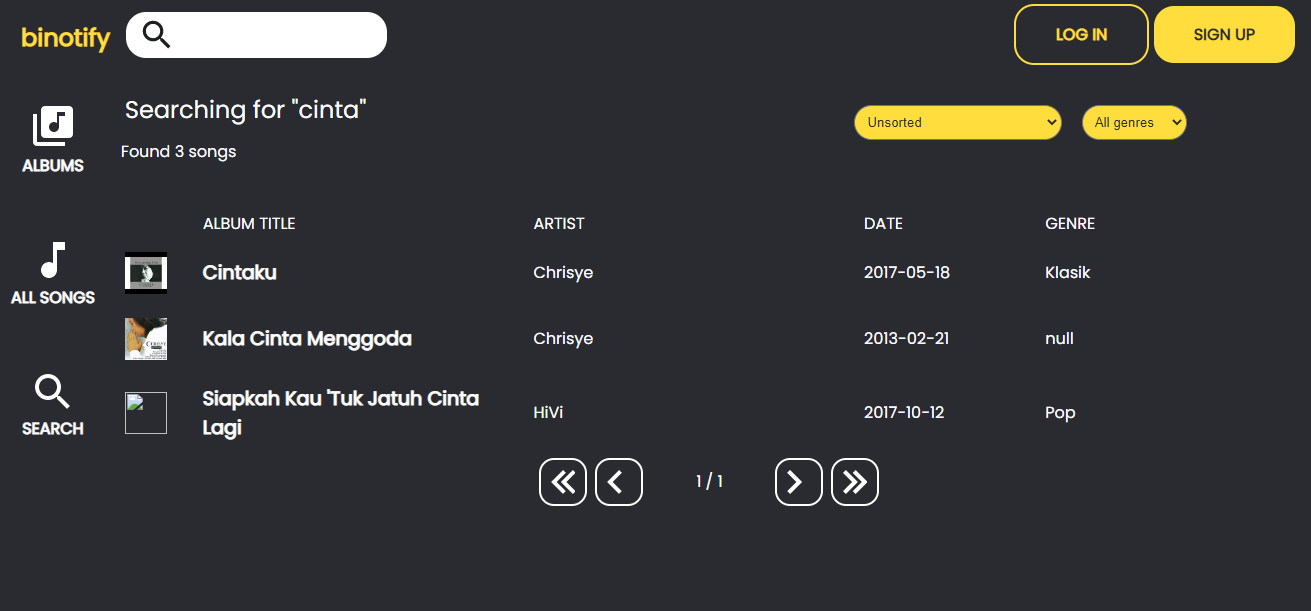 binotify
LOG IN
SIGN UP
Searching for "cinta"
Unsorted
All genres
ALBUMS
Found 3 songs
ALBUM TITLE ARTIST DATE GENRE
Cintaku Chrisye 2017-05-18 Klasik
ALL SONGS
Kala Cinta Menggoda Chrisye 2013-02-21 null
Siapkah Kau 'Tuk Jatuh Cinta
Lagi
HiVi 2017-10-12 Pop
SEARCH
1 / 1